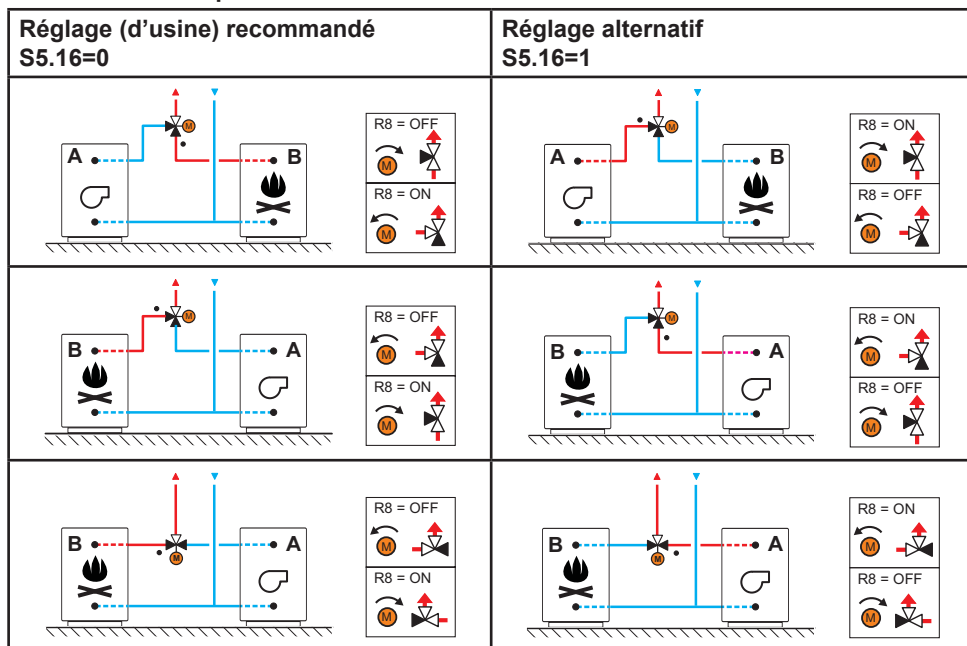 Réglage (d’usine) recommandé
S5.16=0
Réglage alternatif
S5.16=1
A
M
B
R8 = OFF
M
R8 = ON
M
A
M
B
R8 = ON
M
R8 = OFF
M
B
M
A
R8 = OFF
M
R8 = ON
M
B
M
A
R8 = ON
M
R8 = OFF
M
B
M
A
R8 = OFF
M
R8 = ON
M
B
M
A
R8 = ON
M
R8 = OFF
M